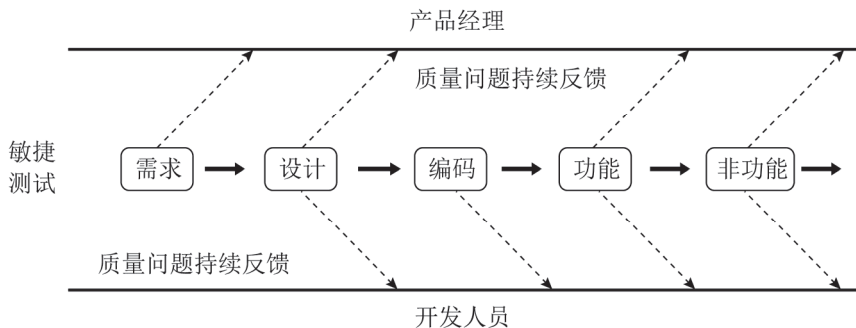 产品经理
质量问题持续反馈
敏捷
测试
需求
设计
编码
功能
非功能
质量问题持续反馈
开发人员